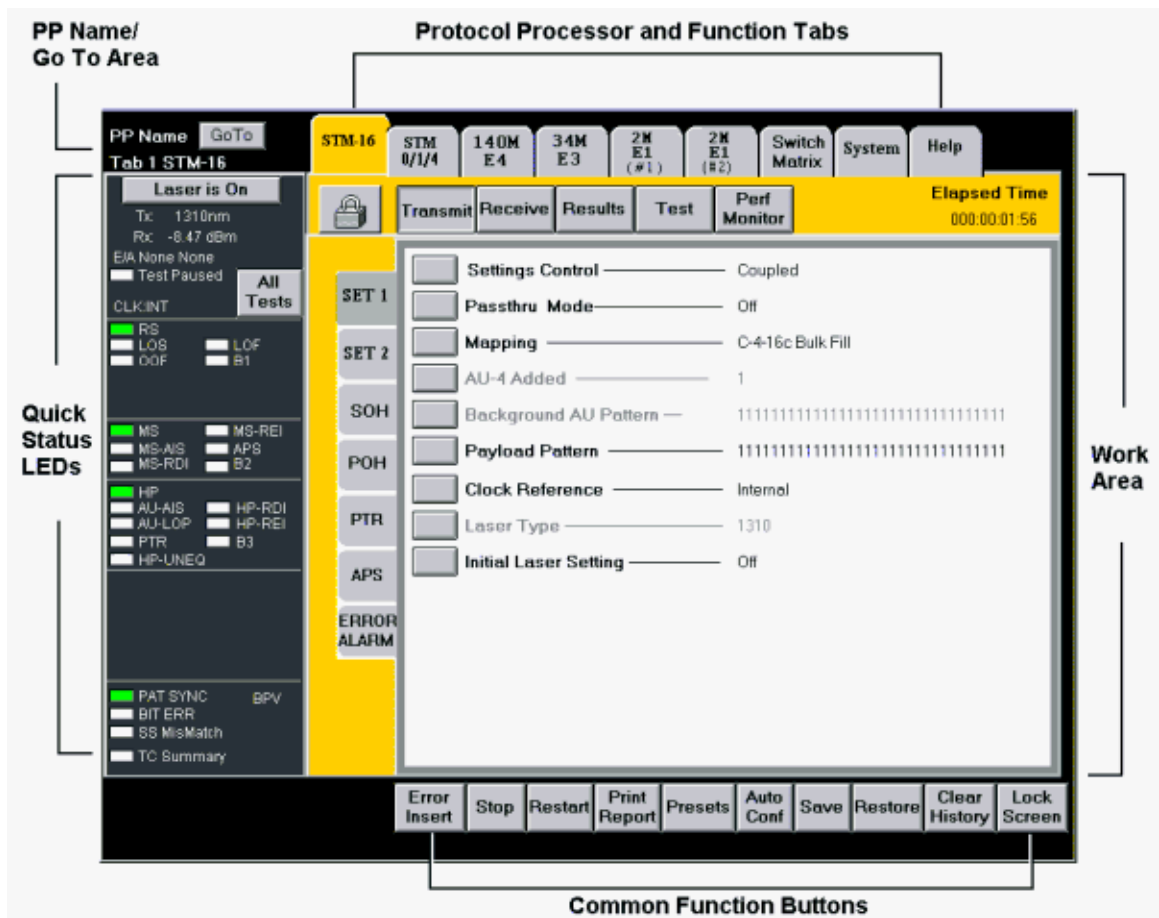 PP Name/
Go To Area
Protocol Processor and Function Tabs
PP Name GoTo
Tab 1 STM-16
STM-16
STM
0/1/4
140M
E4
34M
E3
2M
E1
(#1)
2M
E1
(#2)
Switch
Matrix
System
Help
Laser is On
Tx: 1310nm
Rx: -8.47 dBm
E/A None None
Test Paused
All
Tests
CLK:INT
RS
LOS LOF
OOF B1
MS MS-REI
MS-AIS APS
MS-RDI B2
HP
AU-AIS HP-RDI
AU-LOP HP-REI
PTR B3
HP-UNEQ
PAT SYNC BPV
BIT ERR
SS MisMatch
TC Summary
Quick
Status
LEDs
Transmit Receive Results Test Perf
Monitor
Elapsed Time
000:00:01:56
SET 1
SET 2
SOH
POH
PTR
APS
ERROR
ALARM
Settings Control Coupled
Passthru Mode Off
Mapping C-4-16c Bulk Fill
AU-4 Added 1
Background AU Pattern 11111111111111111111111111111111
Payload Pattern 11111111111111111111111111111111
Clock Reference Internal
Laser Type 1310
Initial Laser Setting Off
Work
Area
Error
Insert
Stop
Restart
Print
Report
Presets
Auto
Conf
Save
Restore
Clear
History
Lock
Screen
Common Function Buttons